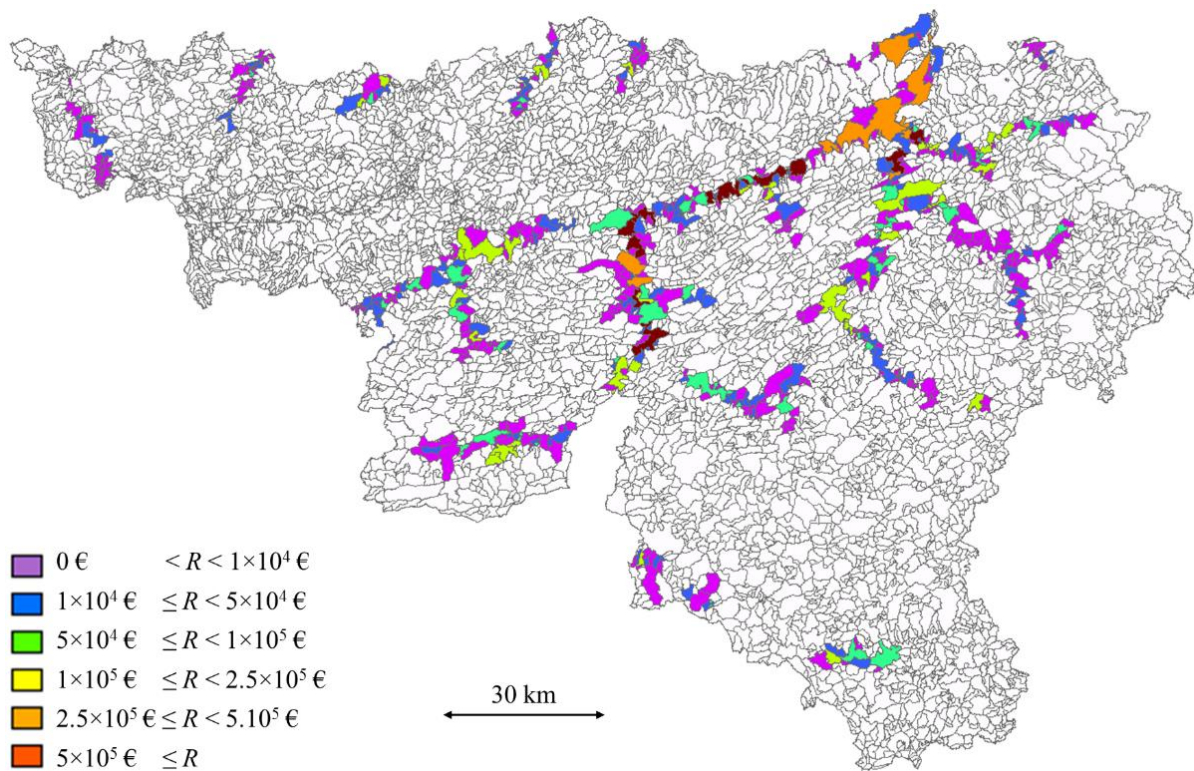 0 € < R < 1×10⁴ €
1×10⁴ € ≤ R < 5×10⁴ €
5×10⁴ € ≤ R < 1×10⁵ €
1×10⁵ € ≤ R < 2.5×10⁵ €
2.5×10⁵ € ≤ R < 5.10⁵ €
5×10⁵ € ≤ R
30 km